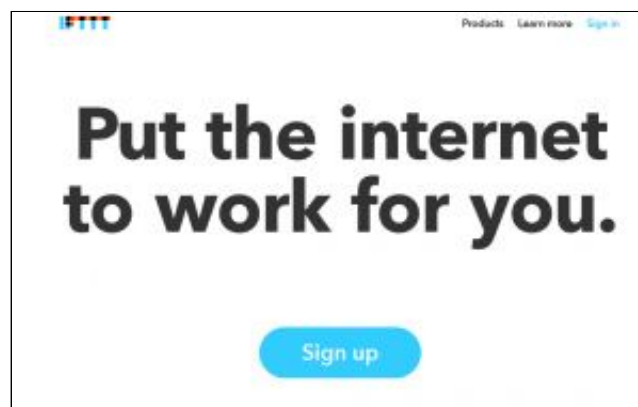 IFTTT
Products Learn more Sign in
Put the internet
to work for you.
Sign up